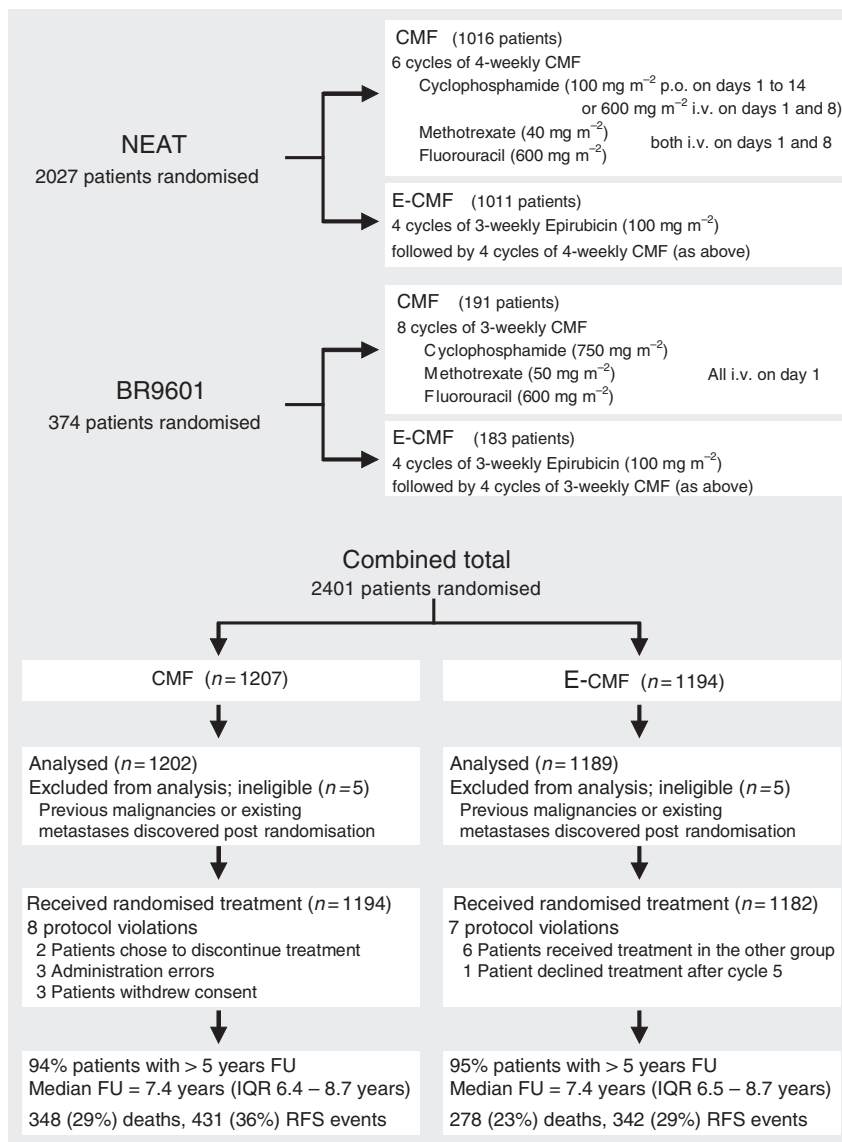 CMF (1016 patients)
6 cycles of 4-weekly CMF
Cyclophosphamide (100 mg m⁻² p.o. on days 1 to 14
or 600 mg m⁻² i.v. on days 1 and 8)
Methotrexate (40 mg m⁻²)
Fluorouracil (600 mg m⁻²)
both i.v. on days 1 and 8
NEAT
2027 patients randomised
E-CMF (1011 patients)
4 cycles of 3-weekly Epirubicin (100 mg m⁻²)
followed by 4 cycles of 4-weekly CMF (as above)
CMF (191 patients)
8 cycles of 3-weekly CMF
Cyclophosphamide (750 mg m⁻²)
Methotrexate (50 mg m⁻²)
Fluorouracil (600 mg m⁻²)
All i.v. on day 1
BR9601
374 patients randomised
E-CMF (183 patients)
4 cycles of 3-weekly Epirubicin (100 mg m⁻²)
followed by 4 cycles of 3-weekly CMF (as above)
Combined total
2401 patients randomised
CMF (n=1207)
E-CMF (n=1194)
Analysed (n=1202)
Excluded from analysis; ineligible (n=5)
Previous malignancies or existing
metastases discovered post randomisation
Analysed (n=1189)
Excluded from analysis; ineligible (n=5)
Previous malignancies or existing
metastases discovered post randomisation
Received randomised treatment (n=1194)
8 protocol violations
2 Patients chose to discontinue treatment
3 Administration errors
3 Patients withdrew consent
Received randomised treatment (n=1182)
7 protocol violations
6 Patients received treatment in the other group
1 Patient declined treatment after cycle 5
94% patients with > 5 years FU
Median FU = 7.4 years (IQR 6.4 – 8.7 years)
348 (29%) deaths, 431 (36%) RFS events
95% patients with > 5 years FU
Median FU = 7.4 years (IQR 6.5 – 8.7 years)
278 (23%) deaths, 342 (29%) RFS events